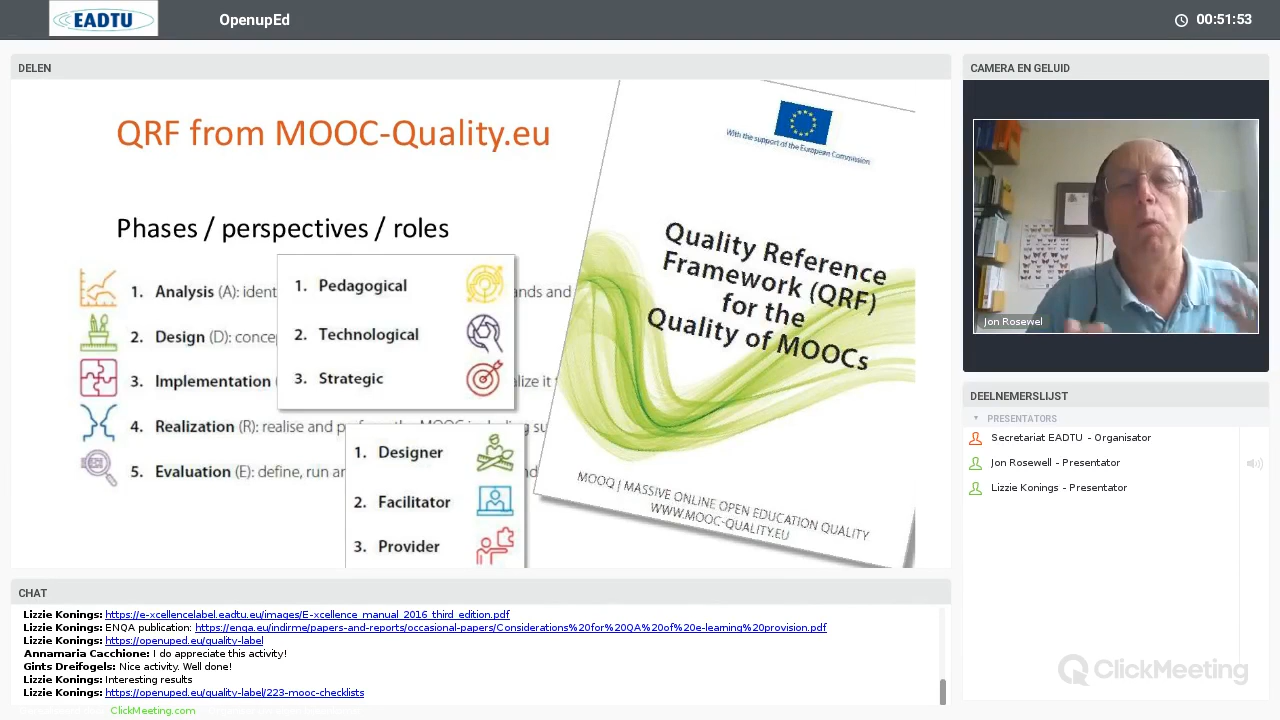 EADTU
OpenupEd
00:51:53
DELEN
QRF from MOOC-Quality.eu
Phases / perspectives / roles
1. Analysis (A): ident
ands and
2. Design (D): conce
3. Implementation (
alize it
4. Realization (R): realise and perform the MOOC including su
5. Evaluation (E): define, run an
nd
1. Pedagogical
2. Technological
3. Strategic
1. Designer
2. Facilitator
3. Provider
With the support of the European Commission
Quality Reference
Framework (QRF)
for the
Quality of MOOCs
MOOQ | MASSIVE ONLINE OPEN EDUCATION QUALITY
WWW.MOOC-QUALITY.EU
CAMERA EN GELUID
Jon Rosewel
DEELNEMERSLIJST
PRESENTATORS
Secretariat EADTU - Organisator
Jon Rosewell - Presentator
Lizzie Konings - Presentator
CHAT
Lizzie Konings: https://e-xcellencelabel.eadtu.eu/images/E-xcellence_manual_2016_third_edition.pdf
Lizzie Konings: ENQA publication: https://enqa.eu/indirme/papers-and-reports/occasional-papers/Considerations%20for%20QA%20of%20e-learning%20provision.pdf
Lizzie Konings: https://openuped.eu/quality-label
Annamaria Cacchione: I do appreciate this activity!
Gints Dreifogels: Nice activity. Well done!
Lizzie Konings: Interesting results
Lizzie Konings: https://openuped.eu/quality-label/223-mooc-checklists
ClickMeeting.com
ClickMeeting